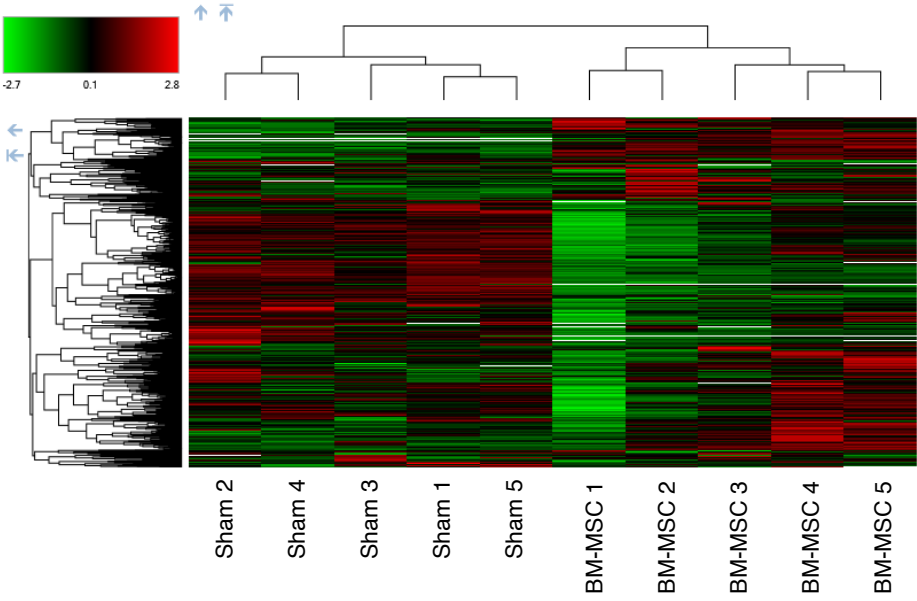 -2.7 0.1 2.8
Sham 2
Sham 4
Sham 3
Sham 1
Sham 5
BM-MSC 1
BM-MSC 2
BM-MSC 3
BM-MSC 4
BM-MSC 5